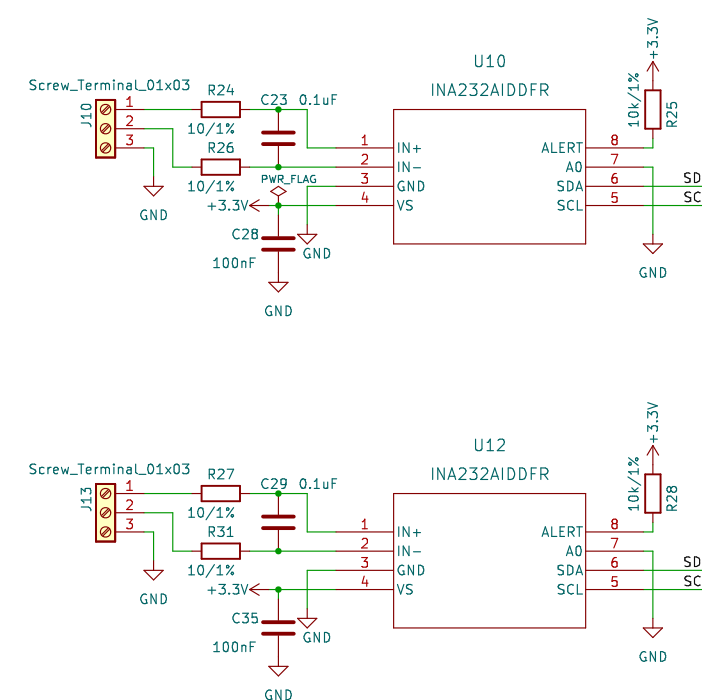 +3.3V
U10
INA232AIDDFR
Screw_Terminal_01x03
R24
C23 0.1uF
10k/1%
R25
J10
1
2
3
10/1%
R26
10/1%
PWR_FLAG
+3.3V
1 IN+
2 IN-
3 GND
4 VS
ALERT 8
A0 7
SDA 6 SD
SCL 5 SC
GND
C28
100nF
GND
GND
GND
+3.3V
U12
INA232AIDDFR
Screw_Terminal_01x03
R27
C29 0.1uF
10k/1%
R28
J13
1
2
3
10/1%
R31
10/1%
+3.3V
1 IN+
2 IN-
3 GND
4 VS
ALERT 8
A0 7
SDA 6 SD
SCL 5 SC
GND
C35
100nF
GND
GND
GND